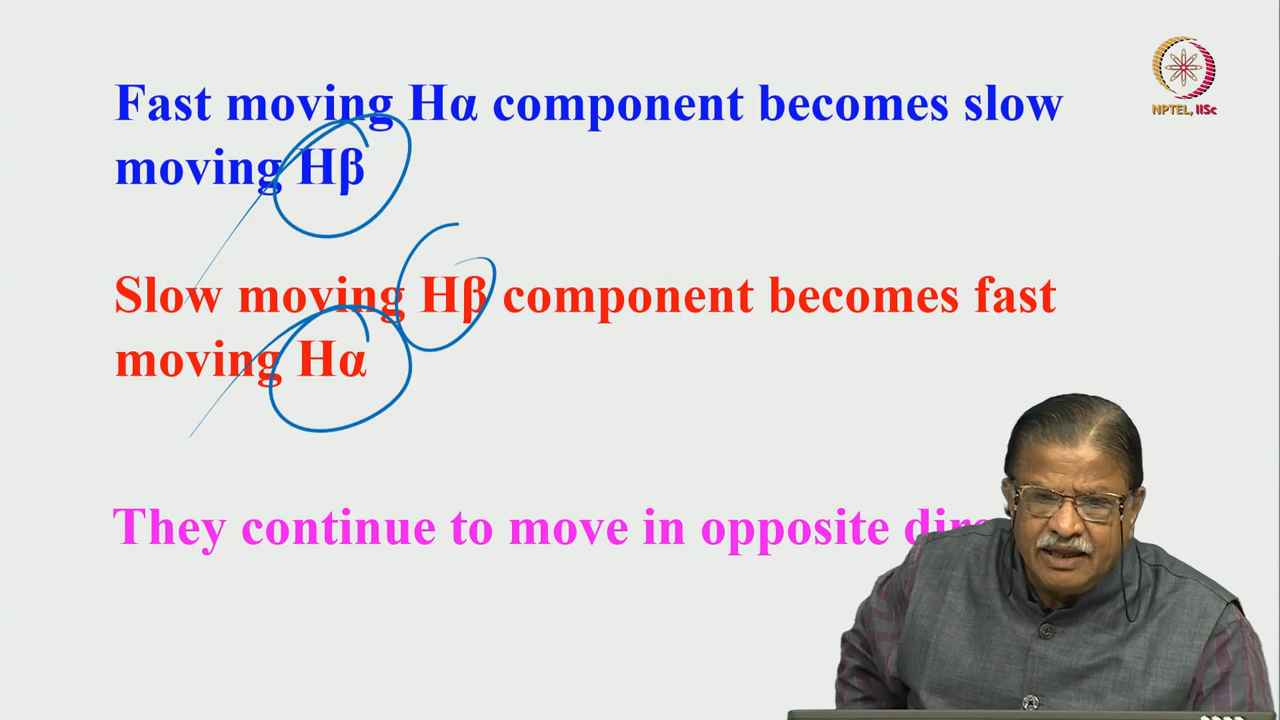 NPTEL, IISc
Fast moving Hα component becomes slow
moving Hβ
Slow moving Hβ component becomes fast
moving Hα
They continue to move in opposite